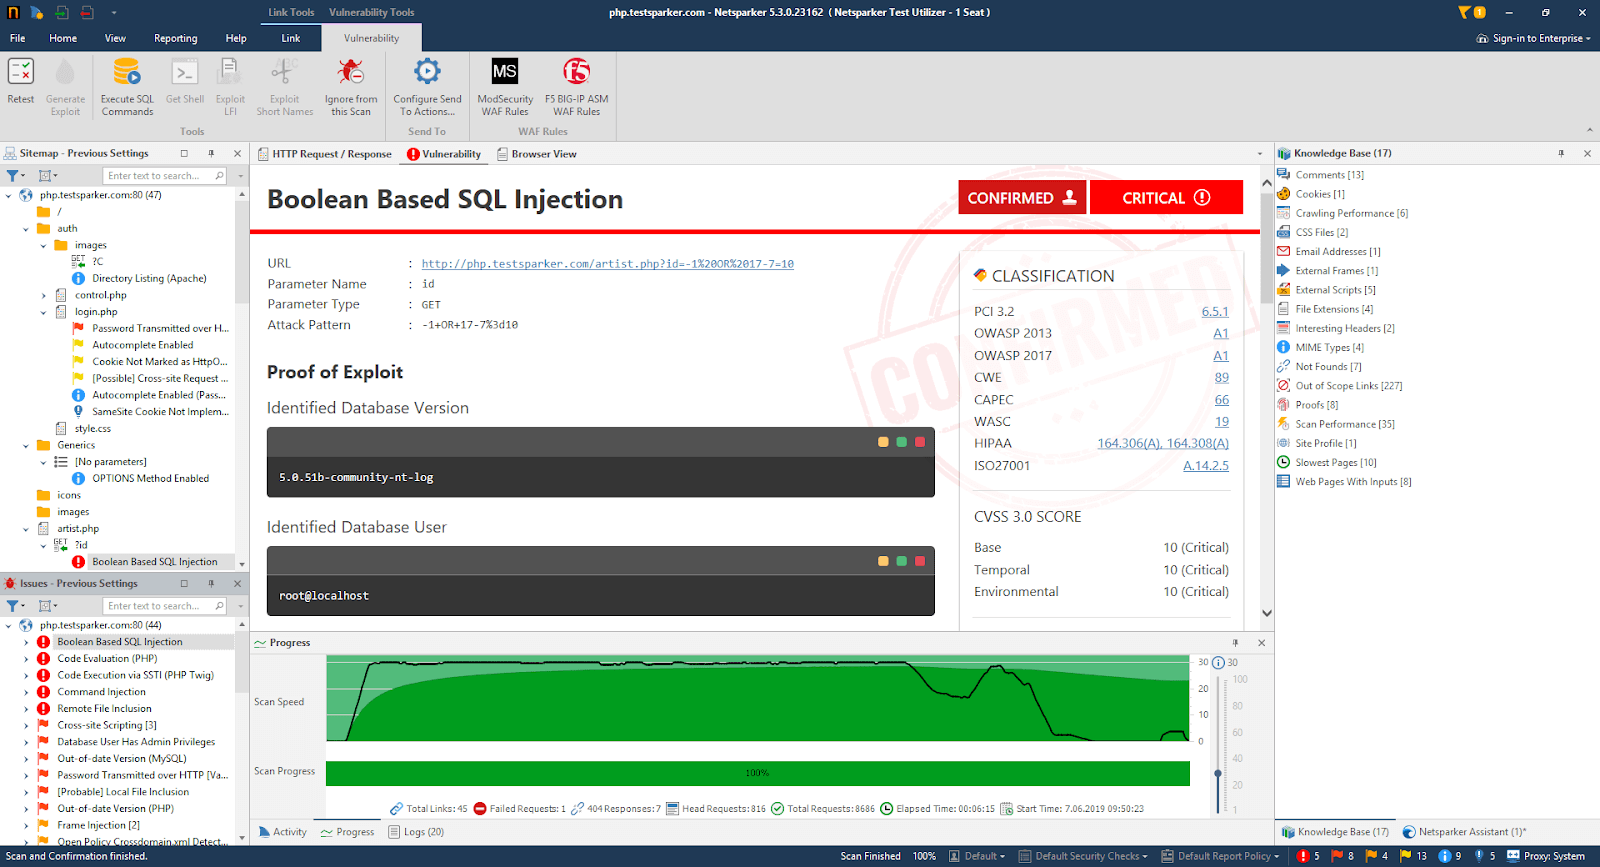 Link Tools Vulnerability Tools
php.testsparker.com - Netsparker 5.3.0.23162 ( Netsparker Test Utilizer - 1 Seat )
1
File Home View Reporting Help Link Vulnerability
Sign-in to Enterprise
Retest
Generate Exploit
Execute SQL Commands
Get Shell
Exploit LFI
Exploit Short Names
Ignore from this Scan
Configure Send To Actions...
MS
ModSecurity WAF Rules
f5
F5 BIG-IP ASM WAF Rules
Tools
Send To
WAF Rules
Sitemap - Previous Settings
Enter text to search...
php.testsparker.com:80 (47)
/
auth
images
GET ?C
Directory Listing (Apache)
control.php
login.php
Password Transmitted over H...
Autocomplete Enabled
Cookie Not Marked as HttpO...
[Possible] Cross-site Request ...
Autocomplete Enabled (Pass...
SameSite Cookie Not Implem...
style.css
Generics
[No parameters]
OPTIONS Method Enabled
icons
images
artist.php
GET ?id
Boolean Based SQL Injection
Issues - Previous Settings
Enter text to search...
php.testsparker.com:80 (44)
Boolean Based SQL Injection
Code Evaluation (PHP)
Code Execution via SSTI (PHP Twig)
Command Injection
Remote File Inclusion
Cross-site Scripting [3]
Database User Has Admin Privileges
Out-of-date Version (MySQL)
Password Transmitted over HTTP [Va...
[Probable] Local File Inclusion
Out-of-date Version (PHP)
Frame Injection [2]
Open Policy Crossdomain.xml Detect...
HTTP Request / Response Vulnerability Browser View
Boolean Based SQL Injection
CONFIRMED CRITICAL
URL : http://php.testsparker.com/artist.php?id=-1%20OR%2017-7=10
Parameter Name : id
Parameter Type : GET
Attack Pattern : -1+OR+17-7%3d10
Proof of Exploit
Identified Database Version
5.0.51b-community-nt-log
Identified Database User
root@localhost
CONFIRMED
CLASSIFICATION
PCI 3.2 6.5.1
OWASP 2013 A1
OWASP 2017 A1
CWE 89
CAPEC 66
WASC 19
HIPAA 164.306(A), 164.308(A)
ISO27001 A.14.2.5
CVSS 3.0 SCORE
Base 10 (Critical)
Temporal 10 (Critical)
Environmental 10 (Critical)
Progress
Scan Speed
30
20
10
0
30
100
80
60
40
20
1
Scan Progress
100%
Total Links: 45 Failed Requests: 1 404 Responses: 7 Head Requests: 816 Total Requests: 8686 Elapsed Time: 00:06:15 Start Time: 7.06.2019 09:50:23
Activity Progress Logs (20)
Knowledge Base (17)
Comments [13]
Cookies [1]
Crawling Performance [6]
CSS Files [2]
Email Addresses [1]
External Frames [1]
External Scripts [5]
File Extensions [4]
Interesting Headers [2]
MIME Types [4]
Not Founds [7]
Out of Scope Links [227]
Proofs [8]
Scan Performance [35]
Site Profile [1]
Slowest Pages [10]
Web Pages With Inputs [8]
Knowledge Base (17) Netsparker Assistant (1)*
Scan and Confirmation finished.
Scan Finished 100% Default Default Security Checks Default Report Policy 5 8 4 13 9 5 Proxy: System